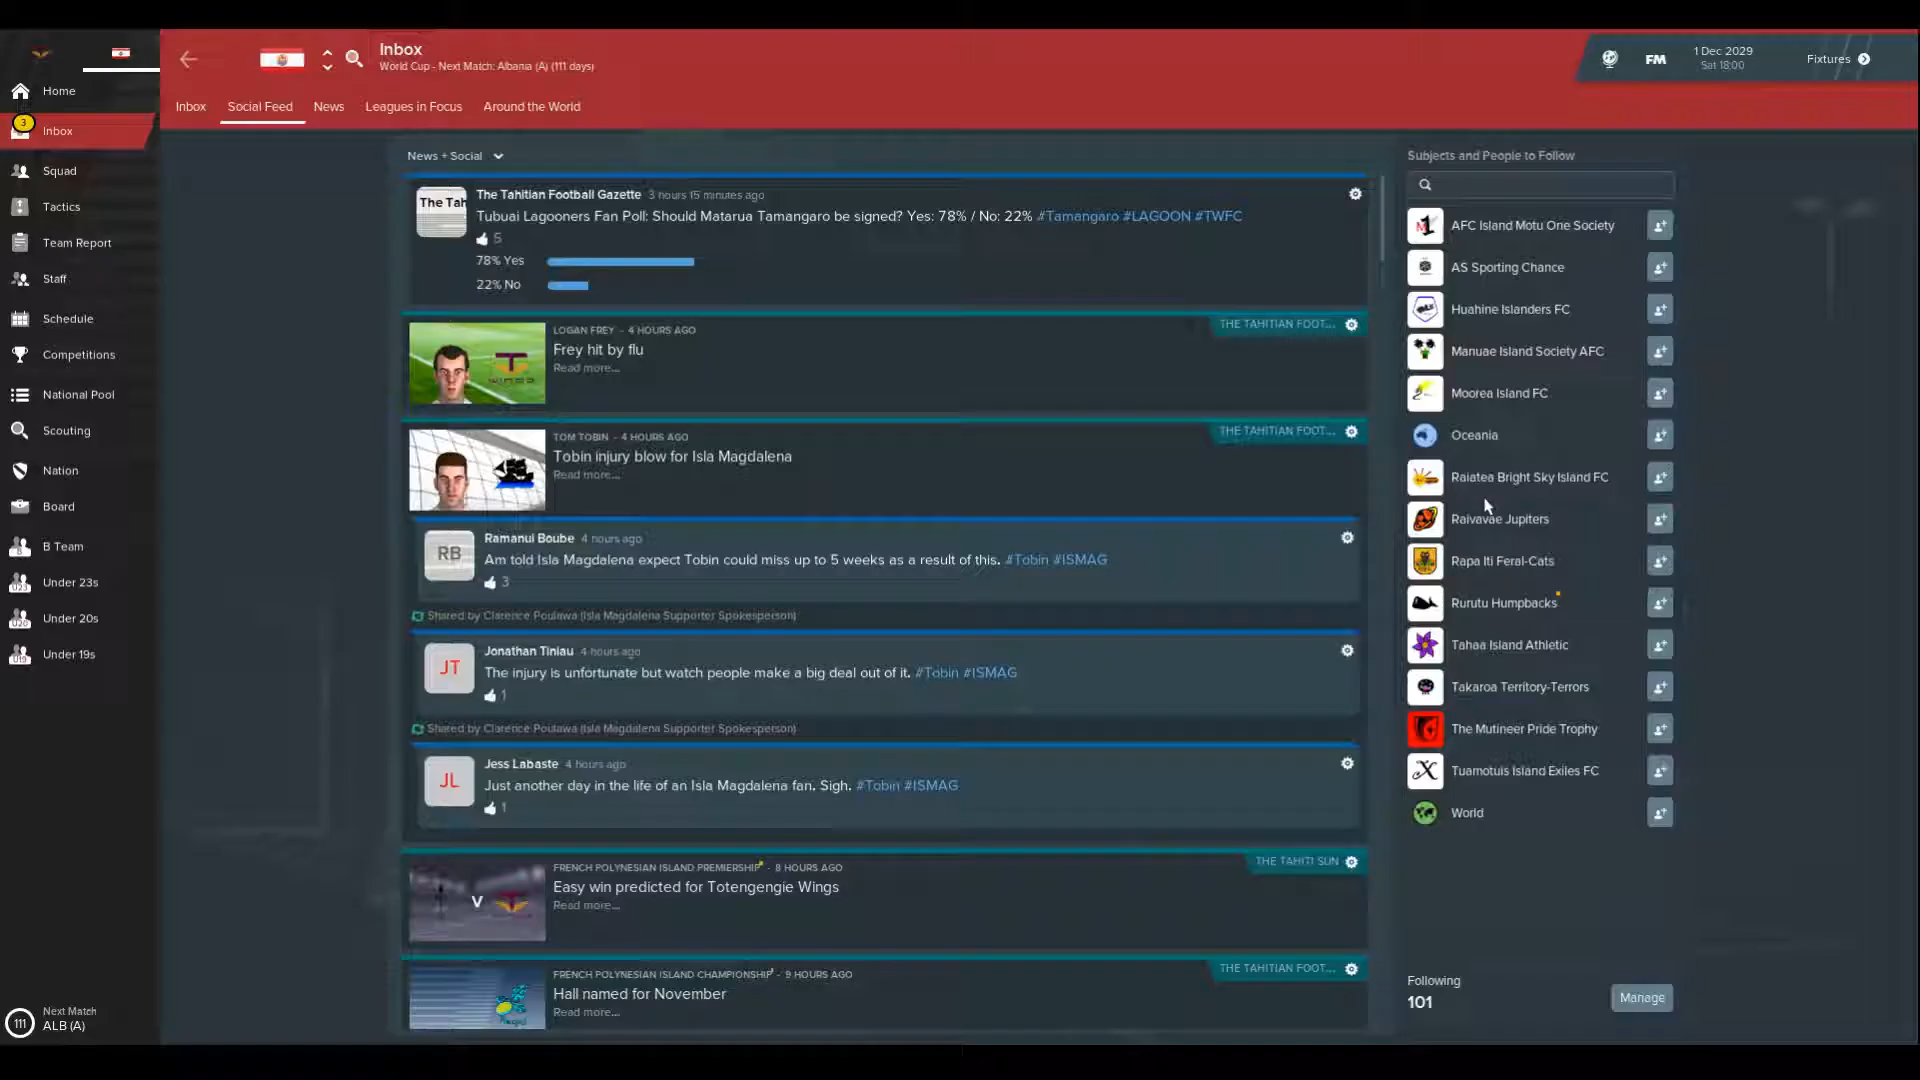 Inbox
World Cup - Next Match: Albania (A) (111 days)
FM
1 Dec 2029
Sat 18:00
Fixtures
Inbox Social Feed News Leagues in Focus Around the World
Home
3
Inbox
Squad
Tactics
Team Report
Staff
Schedule
Competitions
National Pool
Scouting
Nation
Board
B Team
Under 23s
Under 20s
Under 19s
111
Next Match
ALB (A)
News + Social
The Tah
The Tahitian Football Gazette 3 hours 15 minutes ago
Tubuai Lagooners Fan Poll: Should Matarua Tamangaro be signed? Yes: 78% / No: 22% #Tamangaro #LAGOON #TWFC
5
78% Yes
22% No
LOGAN FREY - 4 HOURS AGO
THE TAHITIAN FOOT...
Frey hit by flu
Read more...
WINGS
TOM TOBIN - 4 HOURS AGO
THE TAHITIAN FOOT...
Tobin injury blow for Isla Magdalena
Read more...
RB
Ramanui Boube 4 hours ago
Am told Isla Magdalena expect Tobin could miss up to 5 weeks as a result of this. #Tobin #ISMAG
3
Shared by Clarence Poulawa (Isla Magdalena Supporter Spokesperson)
JT
Jonathan Tiniau 4 hours ago
The injury is unfortunate but watch people make a big deal out of it. #Tobin #ISMAG
1
Shared by Clarence Poulawa (Isla Magdalena Supporter Spokesperson)
JL
Jess Labaste 4 hours ago
Just another day in the life of an Isla Magdalena fan. Sigh. #Tobin #ISMAG
1
FRENCH POLYNESIAN ISLAND PREMIERSHIP - 8 HOURS AGO
THE TAHITI SUN
Easy win predicted for Totengengie Wings
Read more...
V
FRENCH POLYNESIAN ISLAND CHAMPIONSHIP - 9 HOURS AGO
THE TAHITIAN FOOT...
Hall named for November
Read more...
Subjects and People to Follow
AFC Island Motu One Society
AS Sporting Chance
Huahine Islanders FC
Manuae Island Society AFC
Moorea Island FC
Oceania
Raiatea Bright Sky Island FC
Raivavae Jupiters
Rapa Iti Feral-Cats
Rurutu Humpbacks
Tahaa Island Athletic
Takaroa Territory-Terrors
The Mutineer Pride Trophy
Tuamotuis Island Exiles FC
World
Following
101
Manage